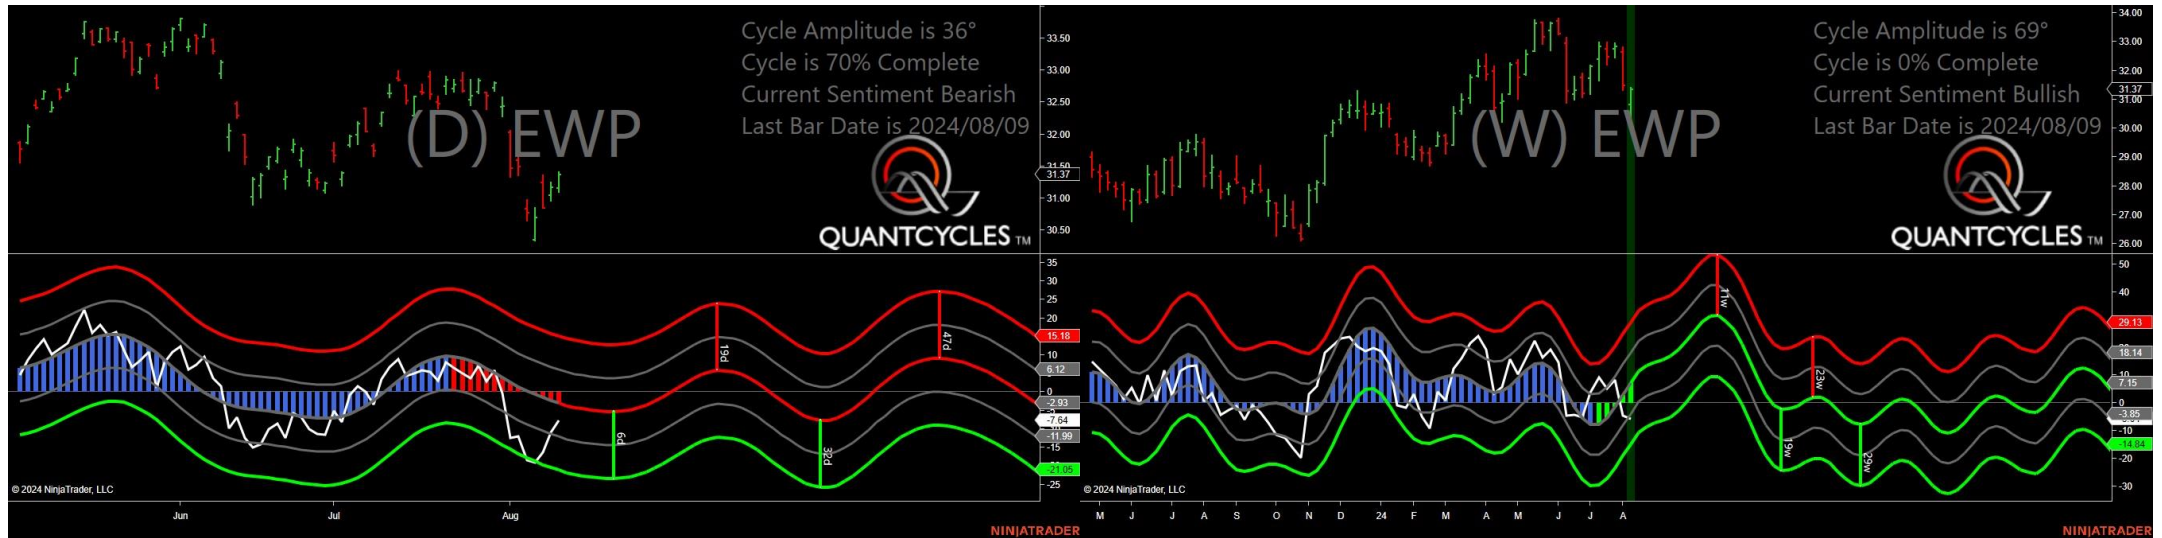 Cycle Amplitude is 36°
Cycle is 70% Complete
Current Sentiment Bearish
Last Bar Date is 2024/08/09
(D) EWP
QUANTCYCLES TM
33.50
33.00
32.50
32.00
31.50
31.37
31.00
30.50
35
30
25
20
15.18
10
6.12
0
-2.93
-7.64
-11.99
-15
-21.05
-25
6d
19d
32d
47d
© 2024 NinjaTrader, LLC
Jun Jul Aug
NINJATRADER
Cycle Amplitude is 69°
Cycle is 0% Complete
Current Sentiment Bullish
Last Bar Date is 2024/08/09
(W) EWP
QUANTCYCLES TM
34.00
33.00
32.00
31.37
31.00
30.00
29.00
28.00
27.00
26.00
50
40
29.13
18.14
7.15
0
-3.85
-10
-14.84
-20
-30
11w
23w
19w
29w
© 2024 NinjaTrader, LLC
M J J A S O N D 24 F M A M J J A
NINJATRADER